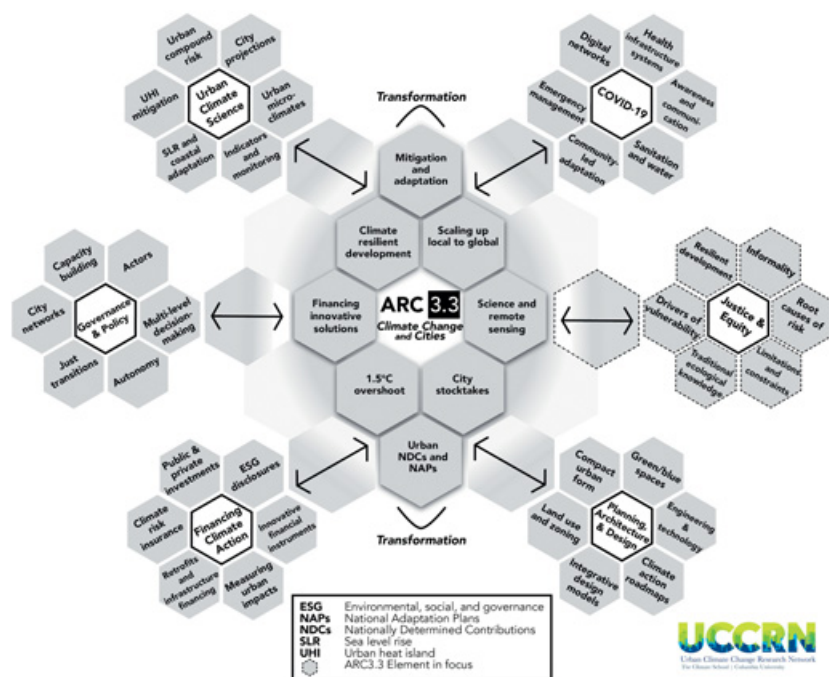 Urban
compound
risk
City
projections
UHI
mitigation
Urban
Climate
Science
Urban
micro-
climates
SLR and
coastal
adaptation
Indicators
and
monitoring
Transformation
Digital
networks
Health
infrastructure
systems
Emergency
management
COVID-19
Awareness
and
communi-
cation
Community
led
adaptation
Sanitation
and water
Mitigation
and
adaptation
Climate
resilient
development
Scaling up
local to global
Financing
innovative
solutions
ARC 3.3
Climate Change
and Cities
Science and
remote
sensing
1.5°C
overshoot
City
stocktakes
Urban
NDCs and
NAPs
Transformation
Capacity
building
Actors
City
networks
Governance
& Policy
Multi-level
decision-
making
Just
transitions
Autonomy
Resilient
development
Informality
Drivers of
vulnerability
Justice &
Equity
Root
causes of
risk
Traditional
ecological
knowledge
Limitations
and
constraints
Public &
private
investments
ESG
disclosures
Climate
risk
insurance
Financing
Climate
Action
Innovative
financial
instruments
Retrofits and
infrastructure
financing
Measuring
urban
impacts
Compact
urban
form
Green/blue
spaces
Land use
and zoning
Planning,
Architecture
& Design
Engineering &
technology
Integrative
design
models
Climate
action
roadmaps
ESG Environmental, social, and governance
NAPs National Adaptation Plans
NDCs Nationally Determined Contributions
SLR Sea level rise
UHI Urban heat island
ARC3.3 Element in focus
UCCRN
Urban Climate Change Research Network
The Climate School | Columbia University